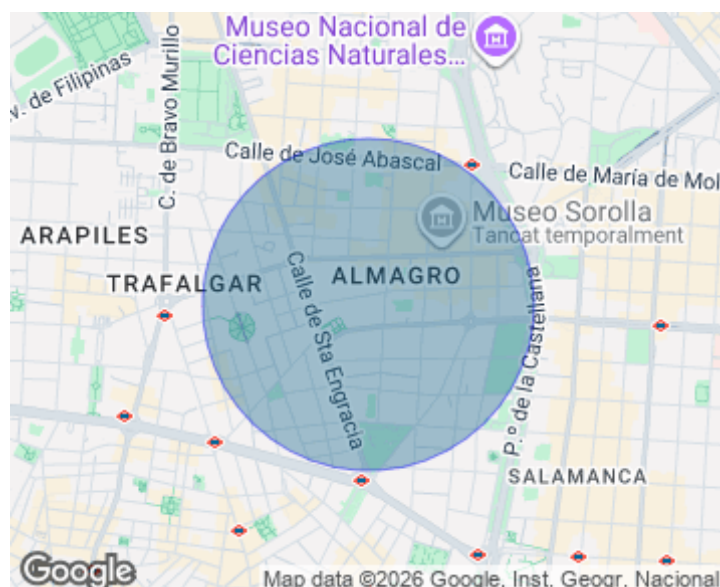 Museo Nacional de
Ciencias Naturales...
v. de Filipinas
C. de Bravo Murillo
Calle de José Abascal
Calle de María de Mol
Museo Sorolla
Tancat temporalment
ARAPILES
TRAFALGAR
ALMAGRO
Calle de Sta Engracia
P.º de la Castellana
SALAMANCA
Google
Map data ©2026 Google, Inst. Geogr. Nacional